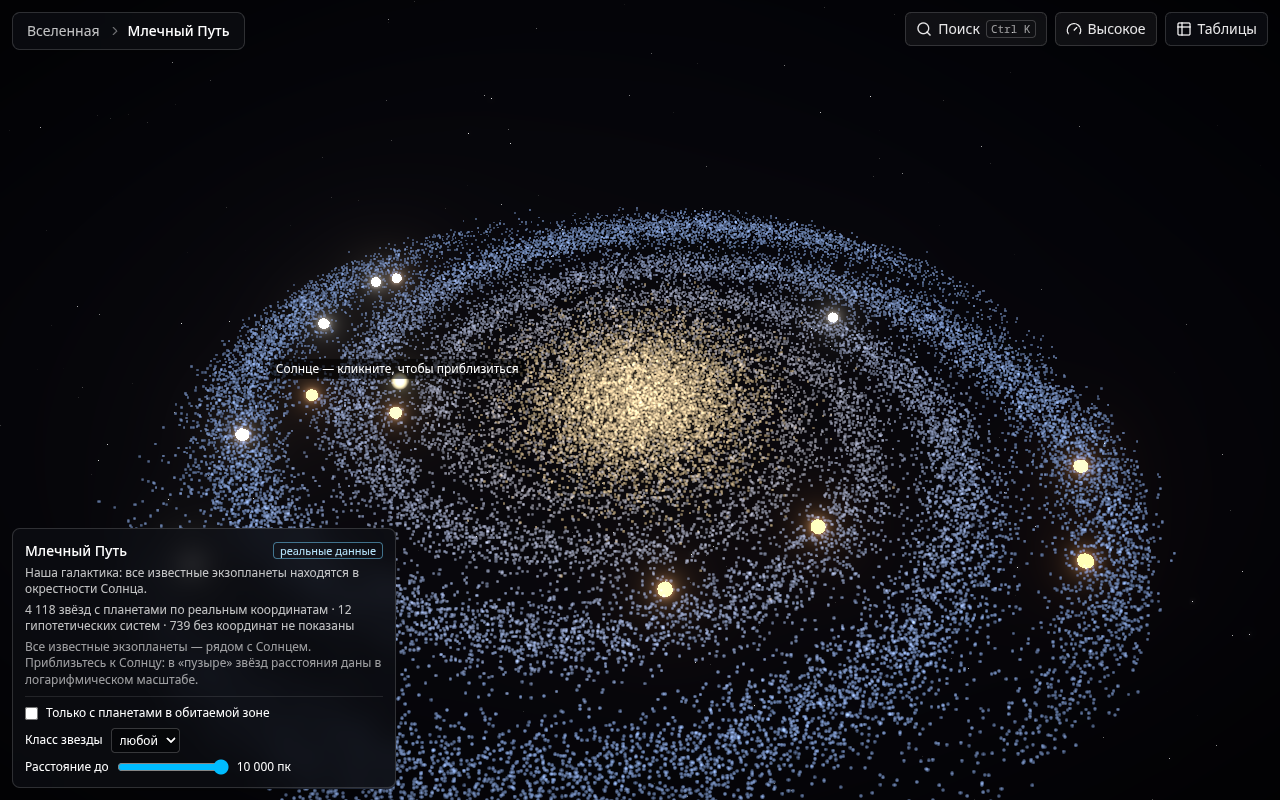 Вселенная > Млечный Путь
Поиск Ctrl K
Высокое
Таблицы
Солнце — кликните, чтобы приблизиться
Млечный Путь
реальные данные
Наша галактика: все известные экзопланеты находятся в
окрестности Солнца.
4 118 звёзд с планетами по реальным координатам · 12
гипотетических систем · 739 без координат не показаны
Все известные экзопланеты — рядом с Солнцем.
Приблизьтесь к Солнцу: в «пузыре» звёзд расстояния даны в
логарифмическом масштабе.
Только с планетами в обитаемой зоне
Класс звезды любой
Расстояние до 10 000 пк